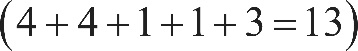 (4 + 4 + 1 + 1 + 3 = 13)